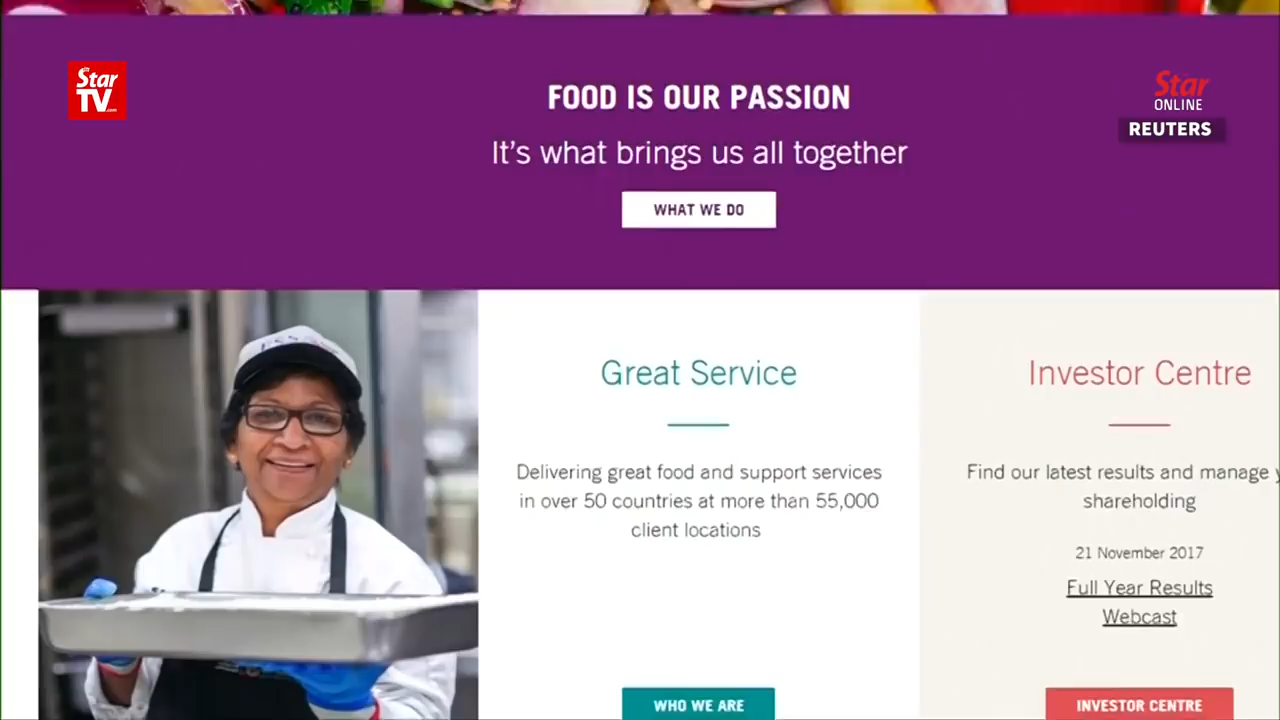 Star
TV.com
Star
ONLINE
REUTERS
FOOD IS OUR PASSION
It's what brings us all together
WHAT WE DO
Great Service
Delivering great food and support services
in over 50 countries at more than 55,000
client locations
WHO WE ARE
Investor Centre
Find our latest results and manage
shareholding
21 November 2017
Full Year Results
Webcast
INVESTOR CENTRE